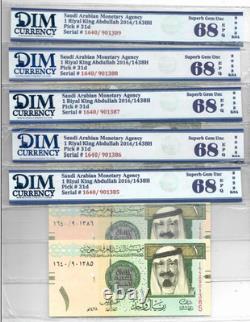 DIM CURRENCY
Saudi Arabian Monetary Agency
1 Riyal King Abdullah 2016/1438H
Pick # 31d
Serial # 1640/ 901389
Superb Gem Unc
68 EPQ
DIM CURRENCY
Saudi Arabian Monetary Agency
1 Riyal King Abdullah 2016/1438H
Pick # 31d
Serial # 1640/ 901388
Superb Gem Unc
68 EPQ
DIM CURRENCY
Saudi Arabian Monetary Agency
1 Riyal King Abdullah 2016/1438H
Pick # 31d
Serial # 1640/ 901387
Superb Gem Unc
68 EPQ
DIM CURRENCY
Saudi Arabian Monetary Agency
1 Riyal King Abdullah 2016/1438H
Pick # 31d
Serial # 1640/ 901386
Superb Gem Unc
68 EPQ
DIM CURRENCY
Saudi Arabian Monetary Agency
1 Riyal King Abdullah 2016/1438H
Pick # 31d
Serial # 1640/ 901385
Superb Gem Unc
68 EPQ
١٦٤٠/٩٠١٣٨٦
١٦٤٠/٩٠١٣٨٥
١